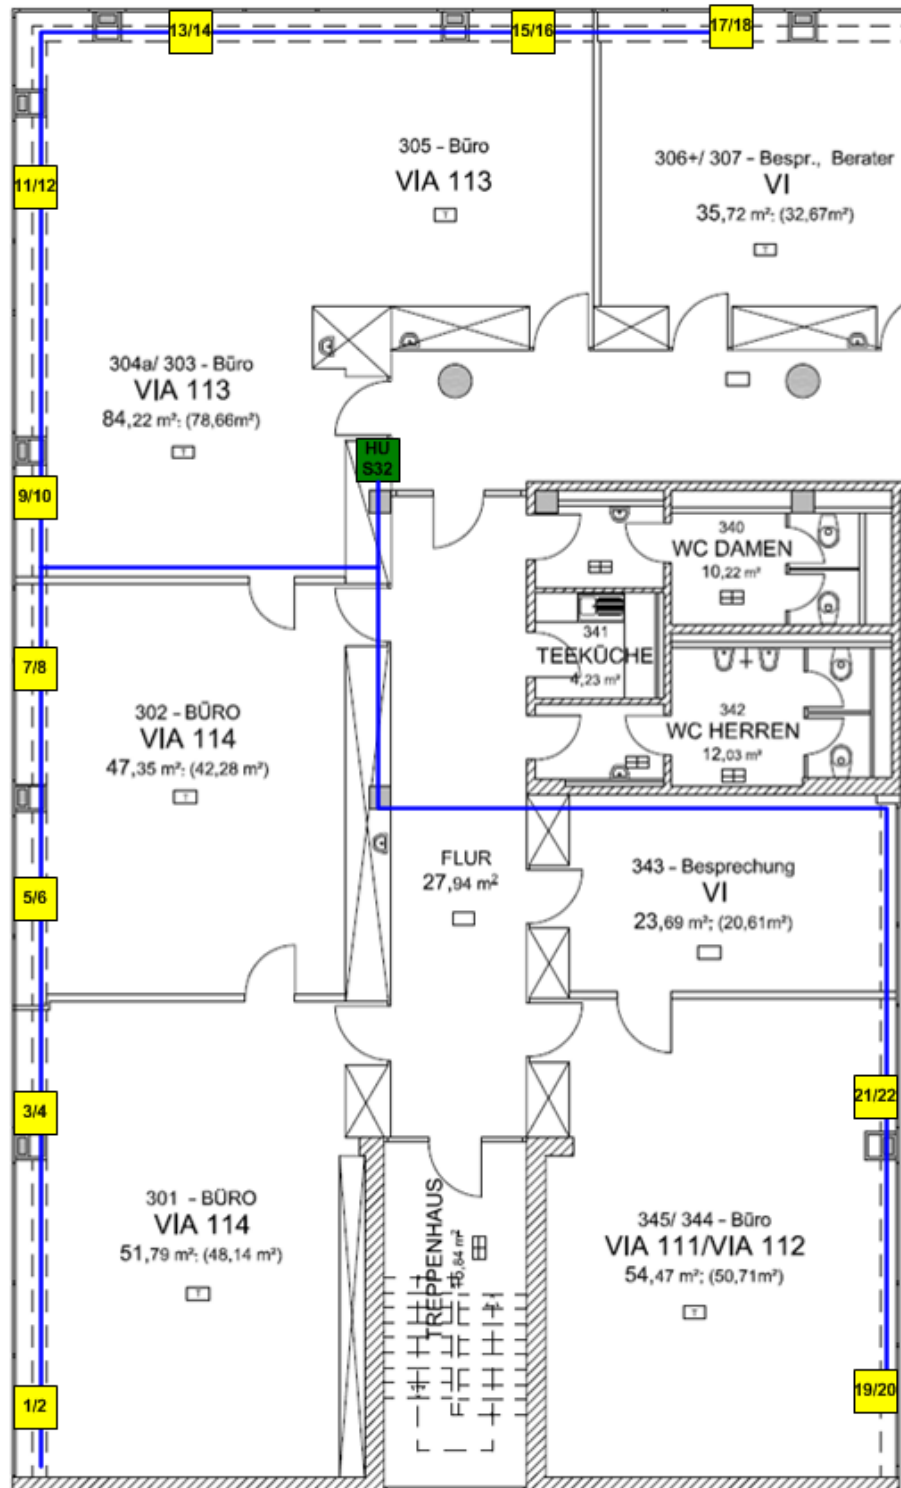 13/14
15/16
17/18
11/12
305 - Büro
VIA 113
306+/ 307 - Bespr., Berater
VI
35,72 m²: (32,67m²)
T
T
304a/ 303 - Büro
VIA 113
84,22 m²: (78,66m²)
T
HU
S32
9/10
340
WC DAMEN
10,22 m²
341
TEEKÜCHE
4,23 m²
7/8
302 - BÜRO
VIA 114
47,35 m²: (42,28 m²)
T
342
WC HERREN
12,03 m²
5/6
FLUR
27,94 m²
343 - Besprechung
VI
23,69 m²; (20,61m²)
3/4
21/22
301 - BÜRO
VIA 114
51,79 m²: (48,14 m²)
T
TREPPENHAUS
345/ 344 - Büro
VIA 111/VIA 112
54,47 m²; (50,71m²)
T
1/2
19/20